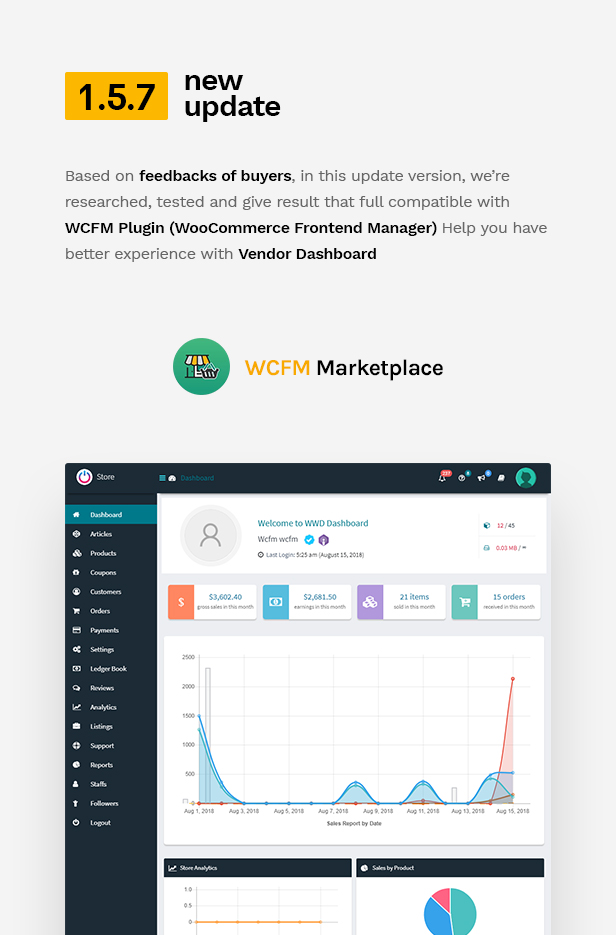 1.5.7
new
update
Based on feedbacks of buyers, in this update version, we're
researched, tested and give result that full compatible with
WCFM Plugin (WooCommerce Frontend Manager) Help you have
better experience with Vendor Dashboard
WCFM Marketplace
Store
Dashboard
237
Dashboard
Articles
Products
Coupons
Customers
Orders
Payments
Settings
Ledger Book
Reviews
Analytics
Listings
Support
Reports
Staffs
Followers
Logout
Welcome to WWD Dashboard
Wcfm wcfm
Last Login: 5:25 am (August 15, 2018)
12 / 45
0.03 MB / ∞
$
$3,602.40
gross sales in this month
$2,681.50
earnings in this month
21 items
sold in this month
15 orders
received in this month
2500
2000
1500
1000
500
0
Aug 1, 2018 Aug 3, 2018 Aug 5, 2018 Aug 7, 2018 Aug 9, 2018 Aug 11, 2018 Aug 13, 2018 Aug 15, 2018
Sales Report by Date
Store Analytics
1.0
0.5
0
Sales by Product